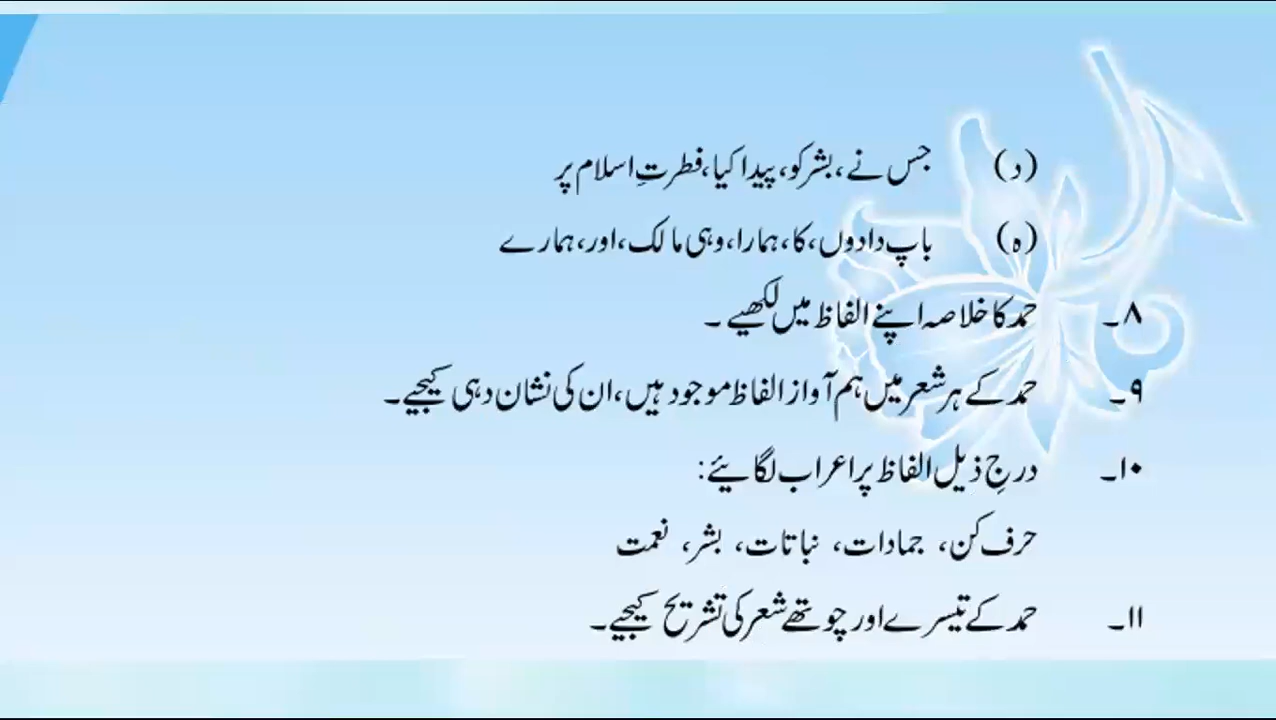 (د) جس نے، بشر کو، پیدا کیا، فطرتِ اسلام پر
(ہ) باپ دادوں، کا، ہمارا، وہی مالک، اور، ہمارے
۸۔ حمد کا خلاصہ اپنے الفاظ میں لکھیے۔
۹۔ حمد کے ہر شعر میں ہم آواز الفاظ موجود ہیں، ان کی نشان دہی کیجیے۔
۱۰۔ درجِ ذیل الفاظ پر اعراب لگایئے:
حرف کن، جمادات، نباتات، بشر، نعمت
۱۱۔ حمد کے تیسرے اور چوتھے شعر کی تشریح کیجیے۔